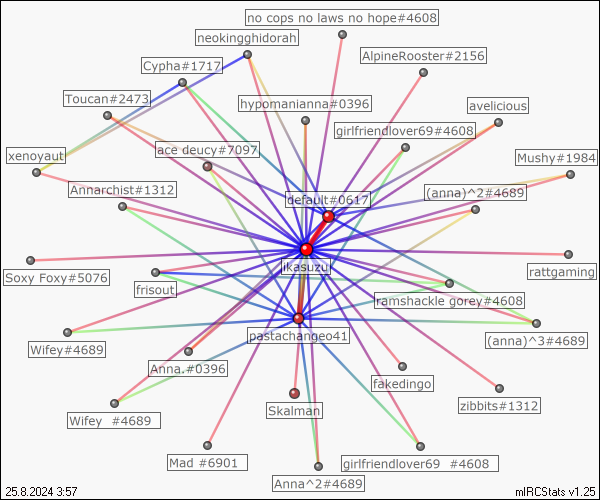 no cops no laws no hope#4608
neokingghidorah
AlpineRooster#2156
Cypha#1717
Toucan#2473
hypomanianna#0396
avelicious
girlfriendlover69#4608
ace deucy#7097
xenoyaut
Mushy#1984
Annarchist#1312
(anna)^2#4689
default#0617
ikasuzu
rattgaming
Soxy Foxy#5076
frisout
ramshackle gorey#4608
pastachangeo41
(anna)^3#4689
Wifey#4689
Anna.#0396
fakedingo
zibbits#1312
Skalman
Wifey #4689
Mad #6901
girlfriendlover69 #4608
Anna^2#4689
25.8.2024 3:57
mIRCStats v1.25